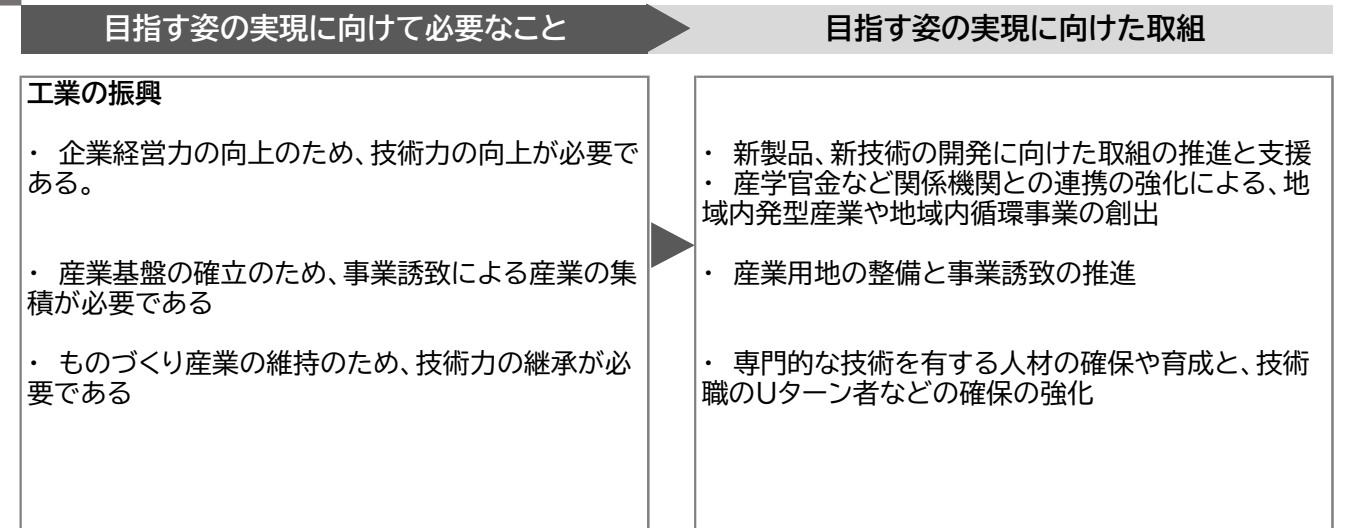 目指す姿の実現に向けて必要なこと
目指す姿の実現に向けた取組
工業の振興
・ 企業経営力の向上のため、技術力の向上が必要で
ある。
・ 産業基盤の確立のため、事業誘致による産業の集
積が必要である
・ ものづくり産業の維持のため、技術力の継承が必
要である
・ 新製品、新技術の開発に向けた取組の推進と支援
・ 産学官金など関係機関との連携の強化による、地
域内発型産業や地域内循環事業の創出
・ 産業用地の整備と事業誘致の推進
・ 専門的な技術を有する人材の確保や育成と、技術
職のUターン者などの確保の強化